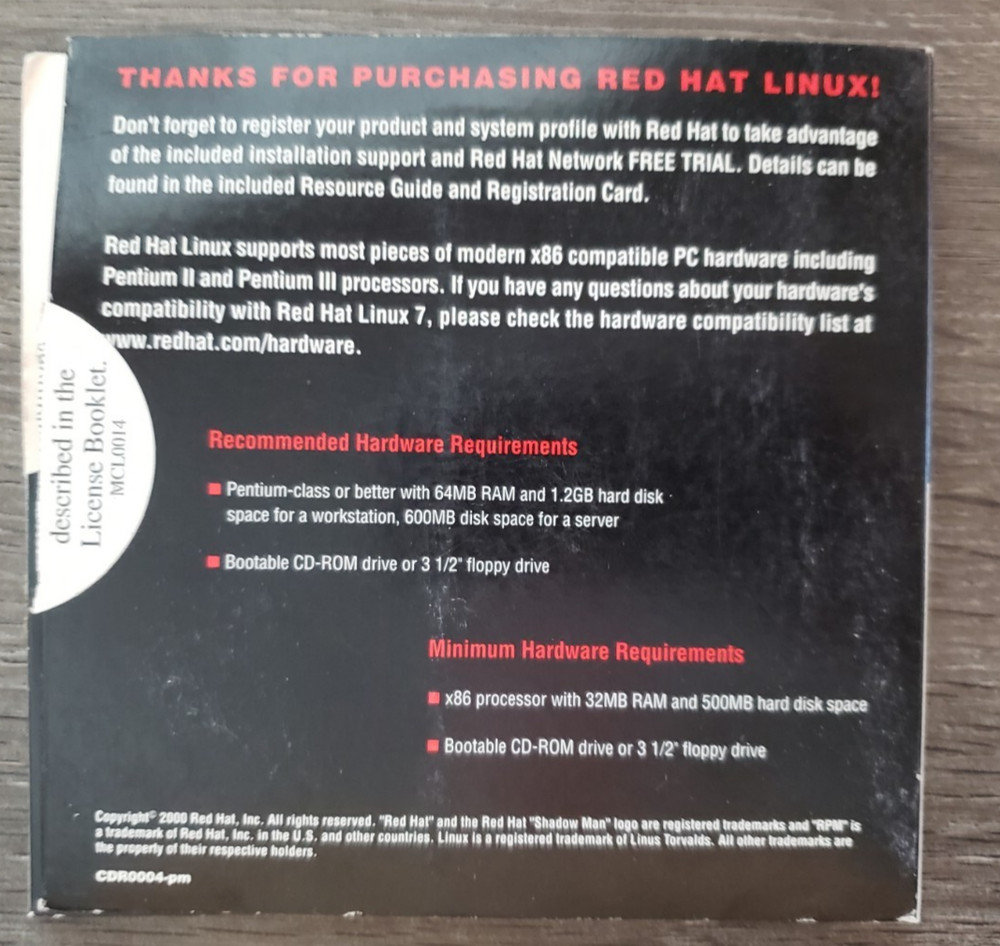 THANKS FOR PURCHASING RED HAT LINUX!
Don't forget to register your product and system profile with Red Hat to take advantage
of the included installation support and Red Hat Network FREE TRIAL. Details can be
found in the included Resource Guide and Registration Card.
Red Hat Linux supports most pieces of modern x86 compatible PC hardware including
Pentium II and Pentium III processors. If you have any questions about your hardware's
compatibility with Red Hat Linux 7, please check the hardware compatibility list at
www.redhat.com/hardware.
described in the
License Booklet.
MCL0014
Recommended Hardware Requirements
Pentium-class or better with 64MB RAM and 1.2GB hard disk
space for a workstation, 600MB disk space for a server
Bootable CD-ROM drive or 3 1/2" floppy drive
Minimum Hardware Requirements
x86 processor with 32MB RAM and 500MB hard disk space
Bootable CD-ROM drive or 3 1/2" floppy drive
Copyright© 2000 Red Hat, Inc. All rights reserved. "Red Hat" and the Red Hat "Shadow Man" logo are registered trademarks and "RPM" is
a trademark of Red Hat, Inc. in the U.S. and other countries. Linux is a registered trademark of Linus Torvalds. All other trademarks are
the property of their respective holders.
CDR0004-pm